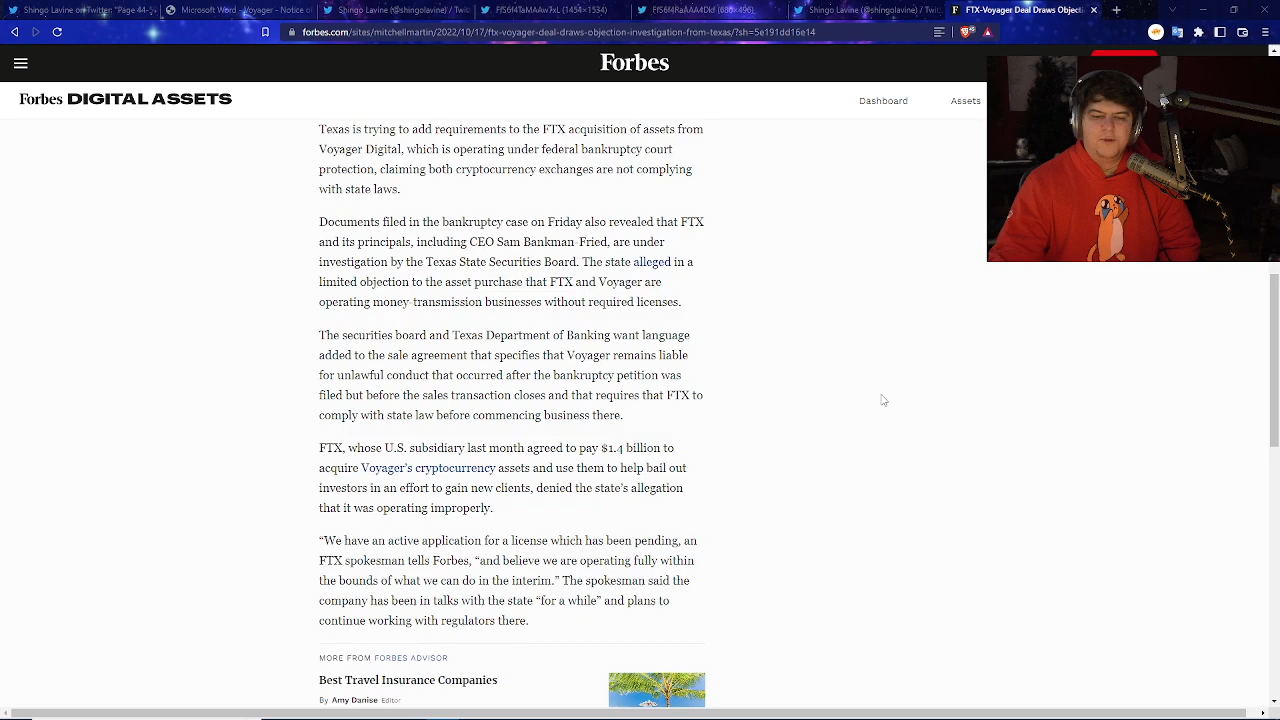 Shingo Lavine on Twitter: "Page 44-
Microsoft Word - Voyager - Notice of
Shingo Lavine (@shingolavine) / Twit
FfS6f4TaMAAw7xL (1454×1534)
FfS6f4RaAAA4Dkf (680×496)
Shingo Lavine (@shingolavine) / Twit
FTX-Voyager Deal Draws Objecti
forbes.com/sites/mitchellmartin/2022/10/17/ftx-voyager-deal-draws-objection-investigation-from-texas/?sh=5e191dd16e14
Forbes
Forbes DIGITAL ASSETS
Dashboard
Assets
Texas is trying to add requirements to the FTX acquisition of assets from
Voyager Digital, which is operating under federal bankruptcy court
protection, claiming both cryptocurrency exchanges are not complying
with state laws.
Documents filed in the bankruptcy case on Friday also revealed that FTX
and its principals, including CEO Sam Bankman-Fried, are under
investigation by the Texas State Securities Board. The state alleged in a
limited objection to the asset purchase that FTX and Voyager are
operating money-transmission businesses without required licenses.
The securities board and Texas Department of Banking want language
added to the sale agreement that specifies that Voyager remains liable
for unlawful conduct that occurred after the bankruptcy petition was
filed but before the sales transaction closes and that requires that FTX to
comply with state law before commencing business there.
FTX, whose U.S. subsidiary last month agreed to pay $1.4 billion to
acquire Voyager's cryptocurrency assets and use them to help bail out
investors in an effort to gain new clients, denied the state's allegation
that it was operating improperly.
“We have an active application for a license which has been pending, an
FTX spokesman tells Forbes, “and believe we are operating fully within
the bounds of what we can do in the interim.” The spokesman said the
company has been in talks with the state “for a while” and plans to
continue working with regulators there.
MORE FROM FORBES ADVISOR
Best Travel Insurance Companies
By Amy Danise Editor